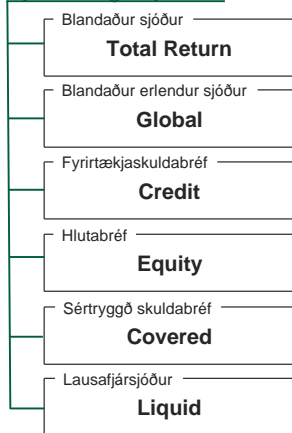 Blandaður sjóður
Total Return
Blandaður erlendur sjóður
Global
Fyrirtækjaskuldabréf
Credit
Hlutabréf
Equity
Sértryggð skuldabréf
Covered
Lausafjársjóður
Liquid